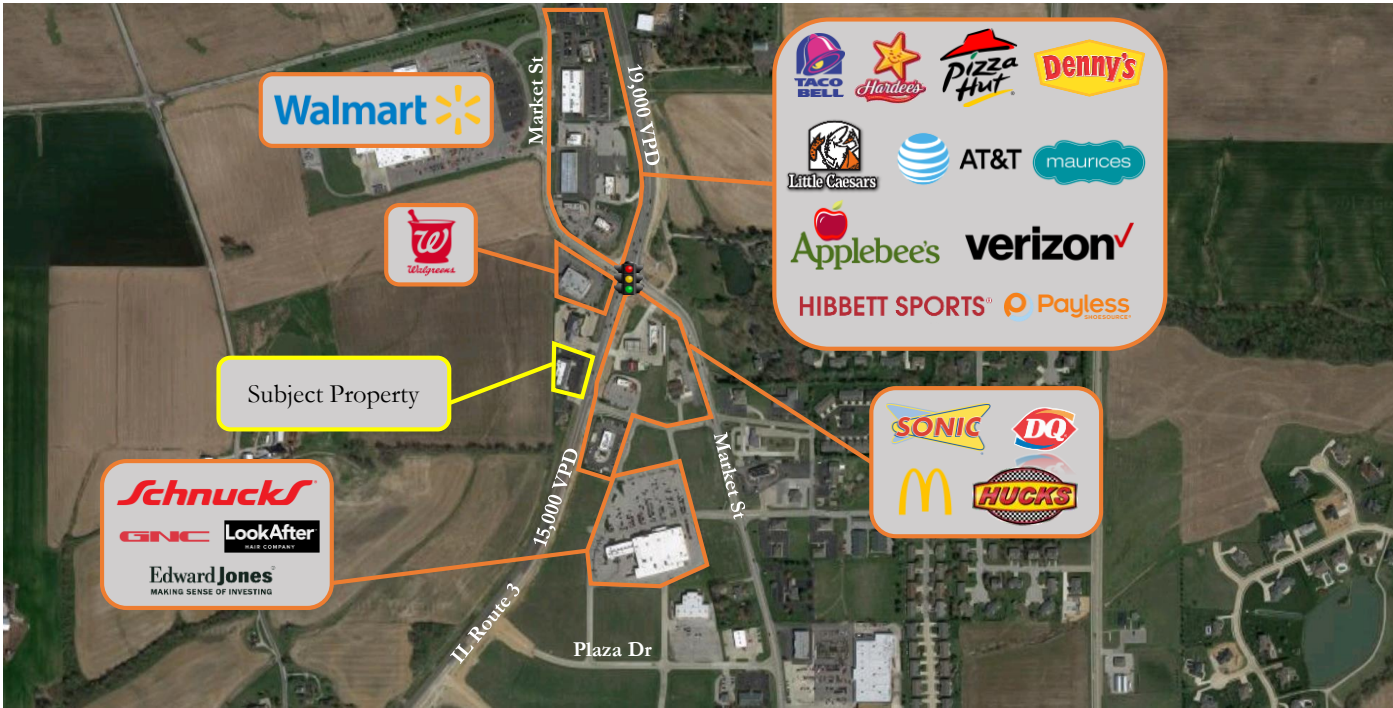 Walmart
Market St
19,000 VPD
TACO
BELL
Hardee's
Pizza
Hut
Denny's
Little Caesars
AT&T
maurices
Applebee's
verizon
HIBBETT SPORTS®
Payless
SHOESOURCE®
W
Walgreens
Subject Property
SONIC
DQ
HUCKS
Market St
15,000 VPD
Schnucks
GNC
LookAfter
HAIR COMPANY
Edward Jones®
MAKING SENSE OF INVESTING
IL Route 3
Plaza Dr